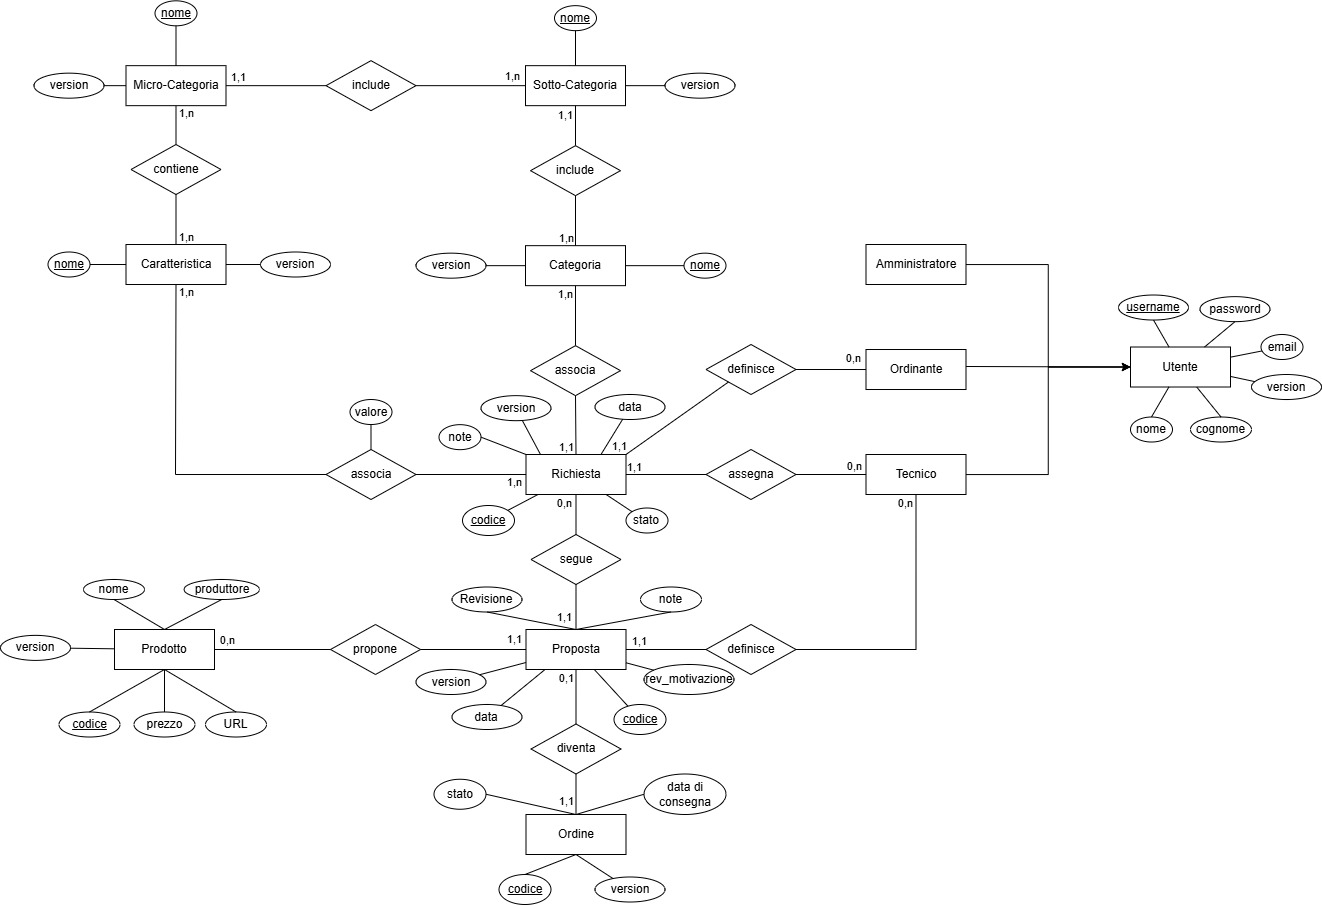 nome
nome
version
Micro-Categoria
1,1
include
1,n
Sotto-Categoria
version
1,n
1,1
contiene
include
1,n
1,n
nome
Caratteristica
version
version
Categoria
nome
Amministratore
1,n
1,n
username
password
email
Utente
version
nome
cognome
associa
definisce
0,n
Ordinante
valore
version
data
note
1,1
1,1
associa
1,n
Richiesta
1,1
assegna
0,n
Tecnico
codice
0,n
stato
0,n
segue
nome
produttore
Revisione
note
1,1
version
Prodotto
0,n
propone
1,1
Proposta
1,1
definisce
version
0,1
rev_motivazione
codice
prezzo
URL
data
codice
diventa
stato
1,1
data di
consegna
Ordine
codice
version